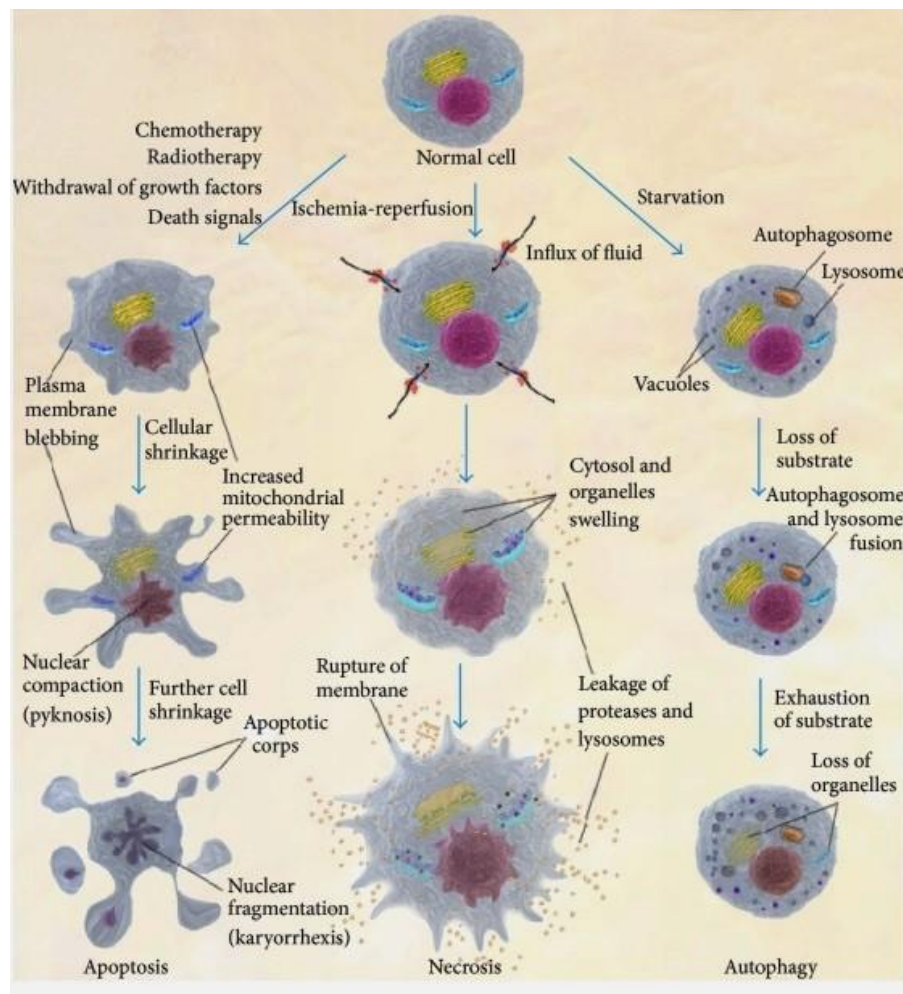 Normal cell
Chemotherapy
Radiotherapy
Withdrawal of growth factors
Death signals
Ischemia-reperfusion
Starvation
Influx of fluid
Autophagosome
Lysosome
Vacuoles
Plasma
membrane
blebbing
Cellular
shrinkage
Increased
mitochondrial
permeability
Cytosol and
organelles
swelling
Loss of
substrate
Autophagosome
and lysosome
fusion
Nuclear
compaction
(pyknosis)
Further cell
shrinkage
Apoptotic
corps
Rupture of
membrane
Leakage of
proteases and
lysosomes
Exhaustion
of substrate
Loss of
organelles
Nuclear
fragmentation
(karyorrhexis)
Apoptosis
Necrosis
Autophagy